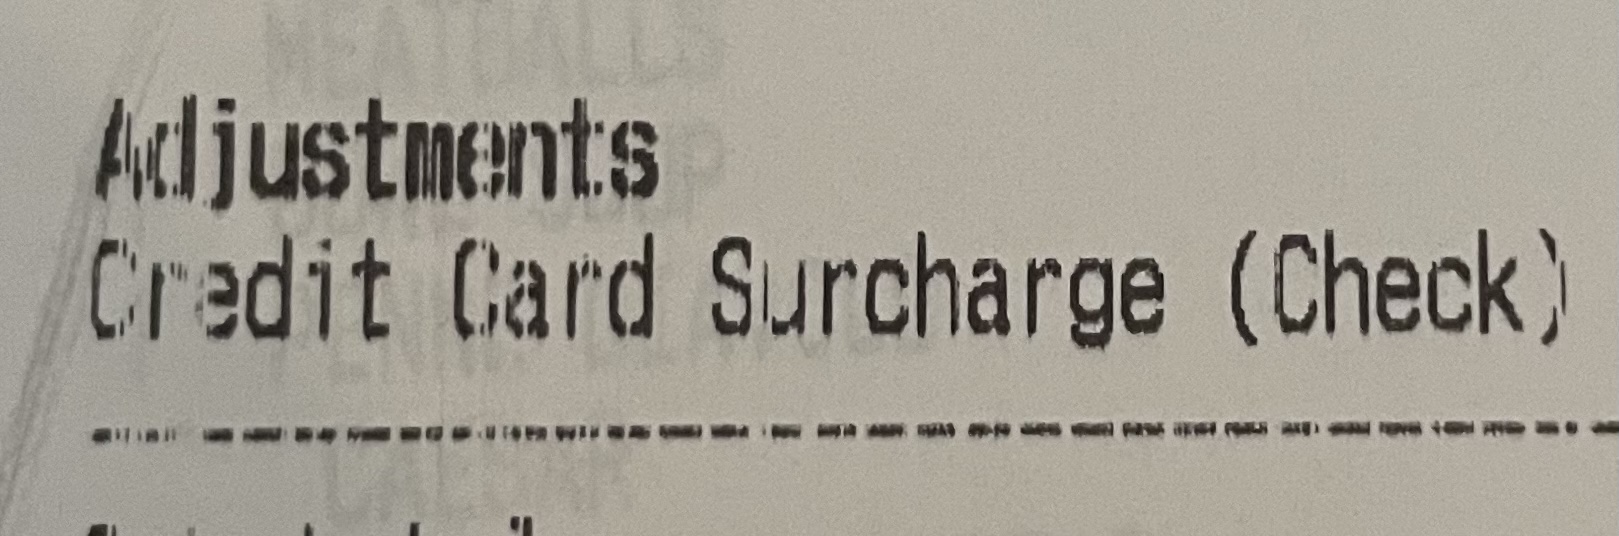 Adjustments
Credit Card Surcharge (Check)